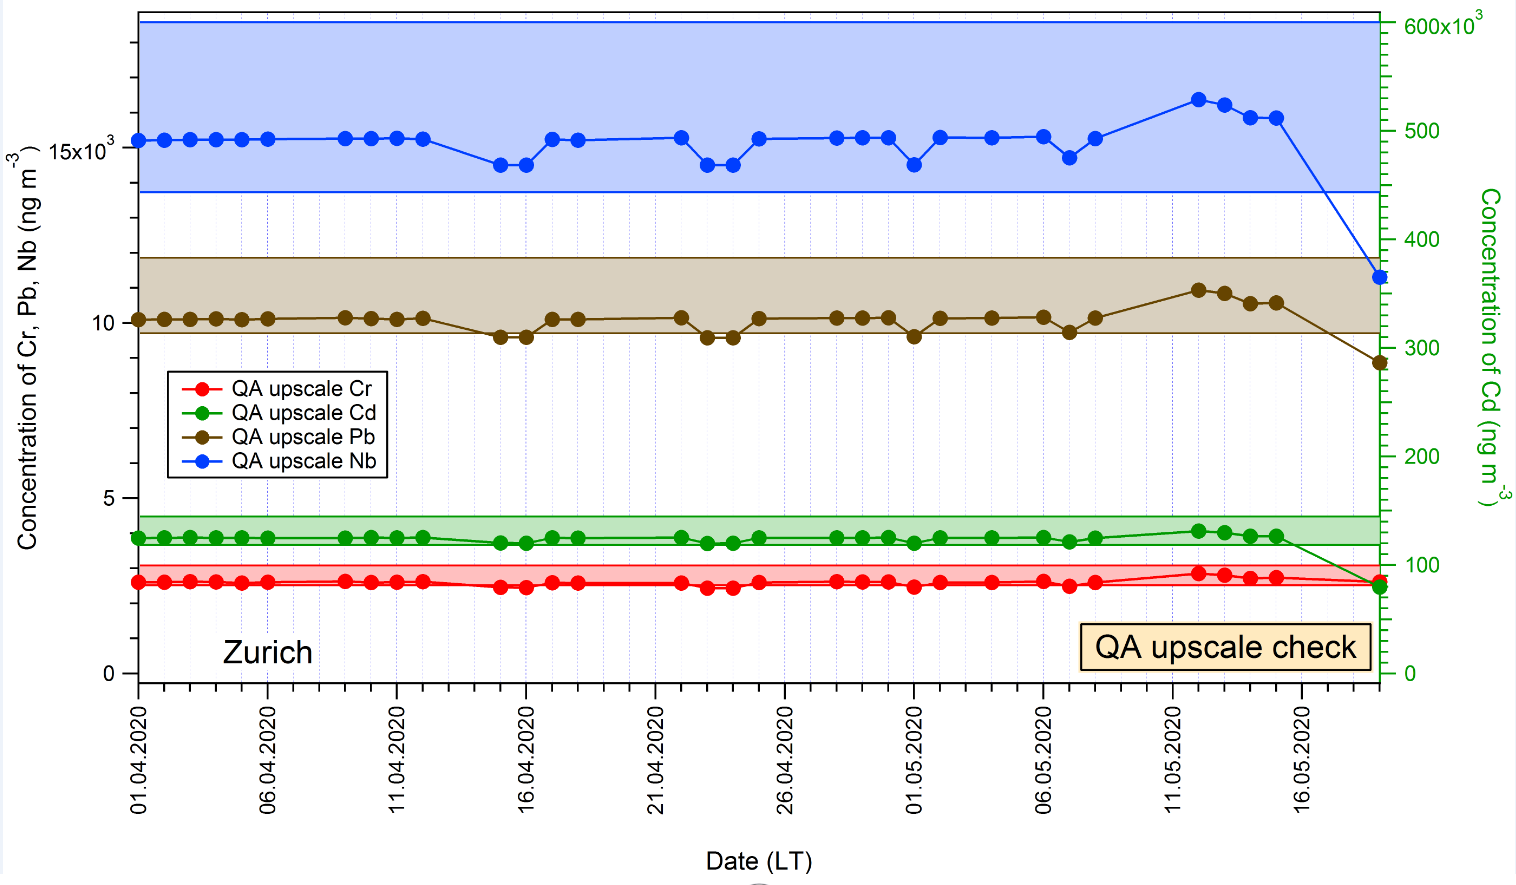 Concentration of Cr, Pb, Nb (ng m⁻³)
15x10³
10
5
0
600x10³
500
400
300
200
100
0
Concentration of Cd (ng m⁻³)
QA upscale Cr
QA upscale Cd
QA upscale Pb
QA upscale Nb
Zurich
QA upscale check
01.04.2020
06.04.2020
11.04.2020
16.04.2020
21.04.2020
26.04.2020
01.05.2020
06.05.2020
11.05.2020
16.05.2020
Date (LT)